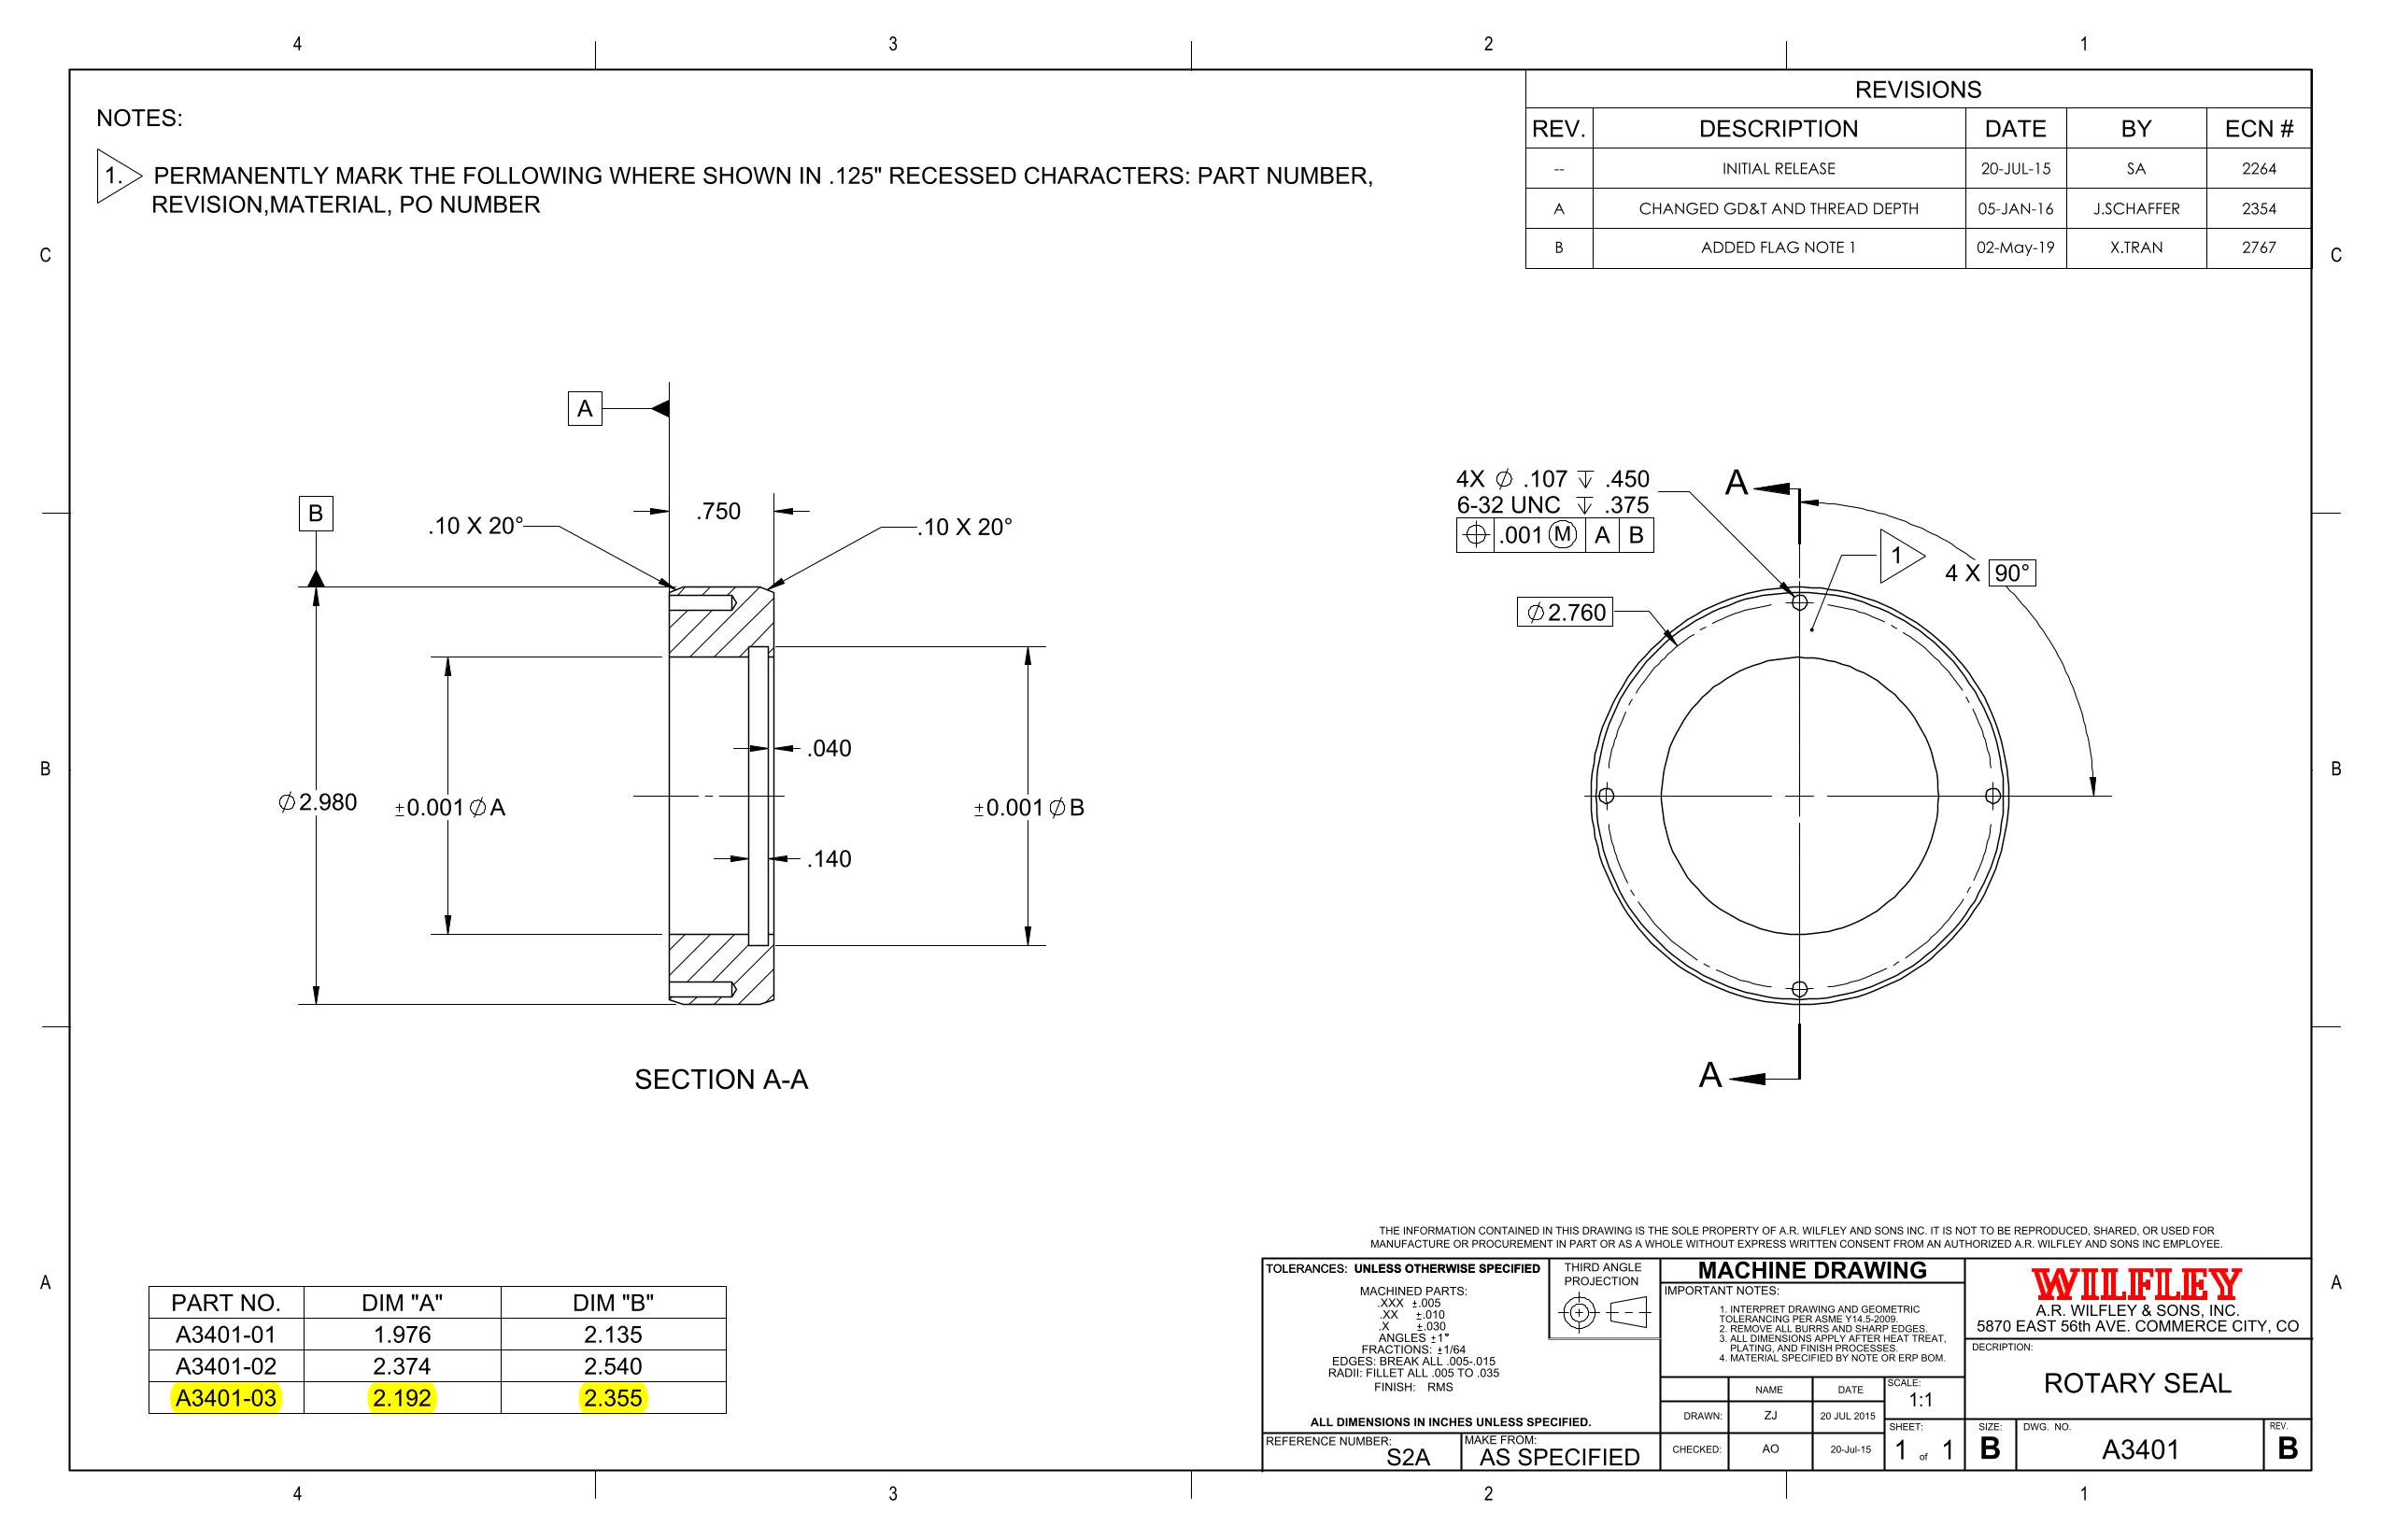 4 3 2 1
NOTES:
1. PERMANENTLY MARK THE FOLLOWING WHERE SHOWN IN .125" RECESSED CHARACTERS: PART NUMBER,
REVISION,MATERIAL, PO NUMBER
REVISIONS
REV. DESCRIPTION DATE BY ECN #
-- INITIAL RELEASE 20-JUL-15 SA 2264
A CHANGED GD&T AND THREAD DEPTH 05-JAN-16 J.SCHAFFER 2354
B ADDED FLAG NOTE 1 02-May-19 X.TRAN 2767
C C
A
B
.750
.10 X 20°
.10 X 20°
⌀2.980
±0.001⌀A
.040
.140
±0.001⌀B
SECTION A-A
4X ⌀ .107 ↧ .450
6-32 UNC ↧ .375
⌖ .001 Ⓜ A B
A
1
4 X 90°
⌀2.760
A
B B
THE INFORMATION CONTAINED IN THIS DRAWING IS THE SOLE PROPERTY OF A.R. WILFLEY AND SONS INC. IT IS NOT TO BE REPRODUCED, SHARED, OR USED FOR
MANUFACTURE OR PROCUREMENT IN PART OR AS A WHOLE WITHOUT EXPRESS WRITTEN CONSENT FROM AN AUTHORIZED A.R. WILFLEY AND SONS INC EMPLOYEE.
A A
PART NO. DIM "A" DIM "B"
A3401-01 1.976 2.135
A3401-02 2.374 2.540
A3401-03 2.192 2.355
TOLERANCES: UNLESS OTHERWISE SPECIFIED
MACHINED PARTS:
.XXX ±.005
.XX ±.010
.X ±.030
ANGLES ±1°
FRACTIONS: ±1/64
EDGES: BREAK ALL .005-.015
RADII: FILLET ALL .005 TO .035
FINISH: RMS
ALL DIMENSIONS IN INCHES UNLESS SPECIFIED.
REFERENCE NUMBER:
S2A
MAKE FROM:
AS SPECIFIED
THIRD ANGLE
PROJECTION
MACHINE DRAWING
IMPORTANT NOTES:
1. INTERPRET DRAWING AND GEOMETRIC
TOLERANCING PER ASME Y14.5-2009.
2. REMOVE ALL BURRS AND SHARP EDGES.
3. ALL DIMENSIONS APPLY AFTER HEAT TREAT,
PLATING, AND FINISH PROCESSES.
4. MATERIAL SPECIFIED BY NOTE OR ERP BOM.
NAME DATE
DRAWN: ZJ 20 JUL 2015
CHECKED: AO 20-Jul-15
SCALE:
1:1
SHEET:
1 of 1
WILFLEY
A.R. WILFLEY & SONS, INC.
5870 EAST 56th AVE. COMMERCE CITY, CO
DECRIPTION:
ROTARY SEAL
SIZE:
B
DWG. NO.
A3401
REV.
B
4 3 2 1